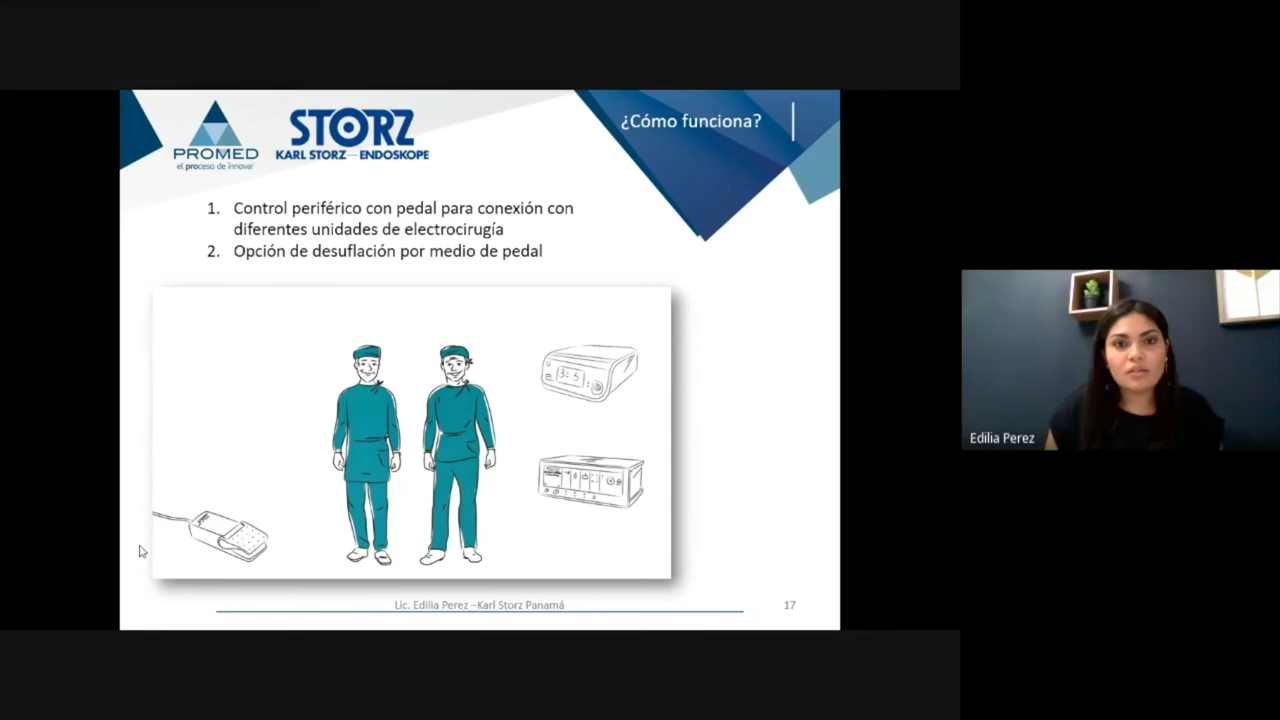 PROMED
el proceso de innovar
STORZ
KARL STORZ—ENDOSKOPE
¿Cómo funciona?
1. Control periférico con pedal para conexión con
diferentes unidades de electrocirugía
2. Opción de desuflación por medio de pedal
Lic. Edilia Perez –Karl Storz Panamá
17
Edilia Perez